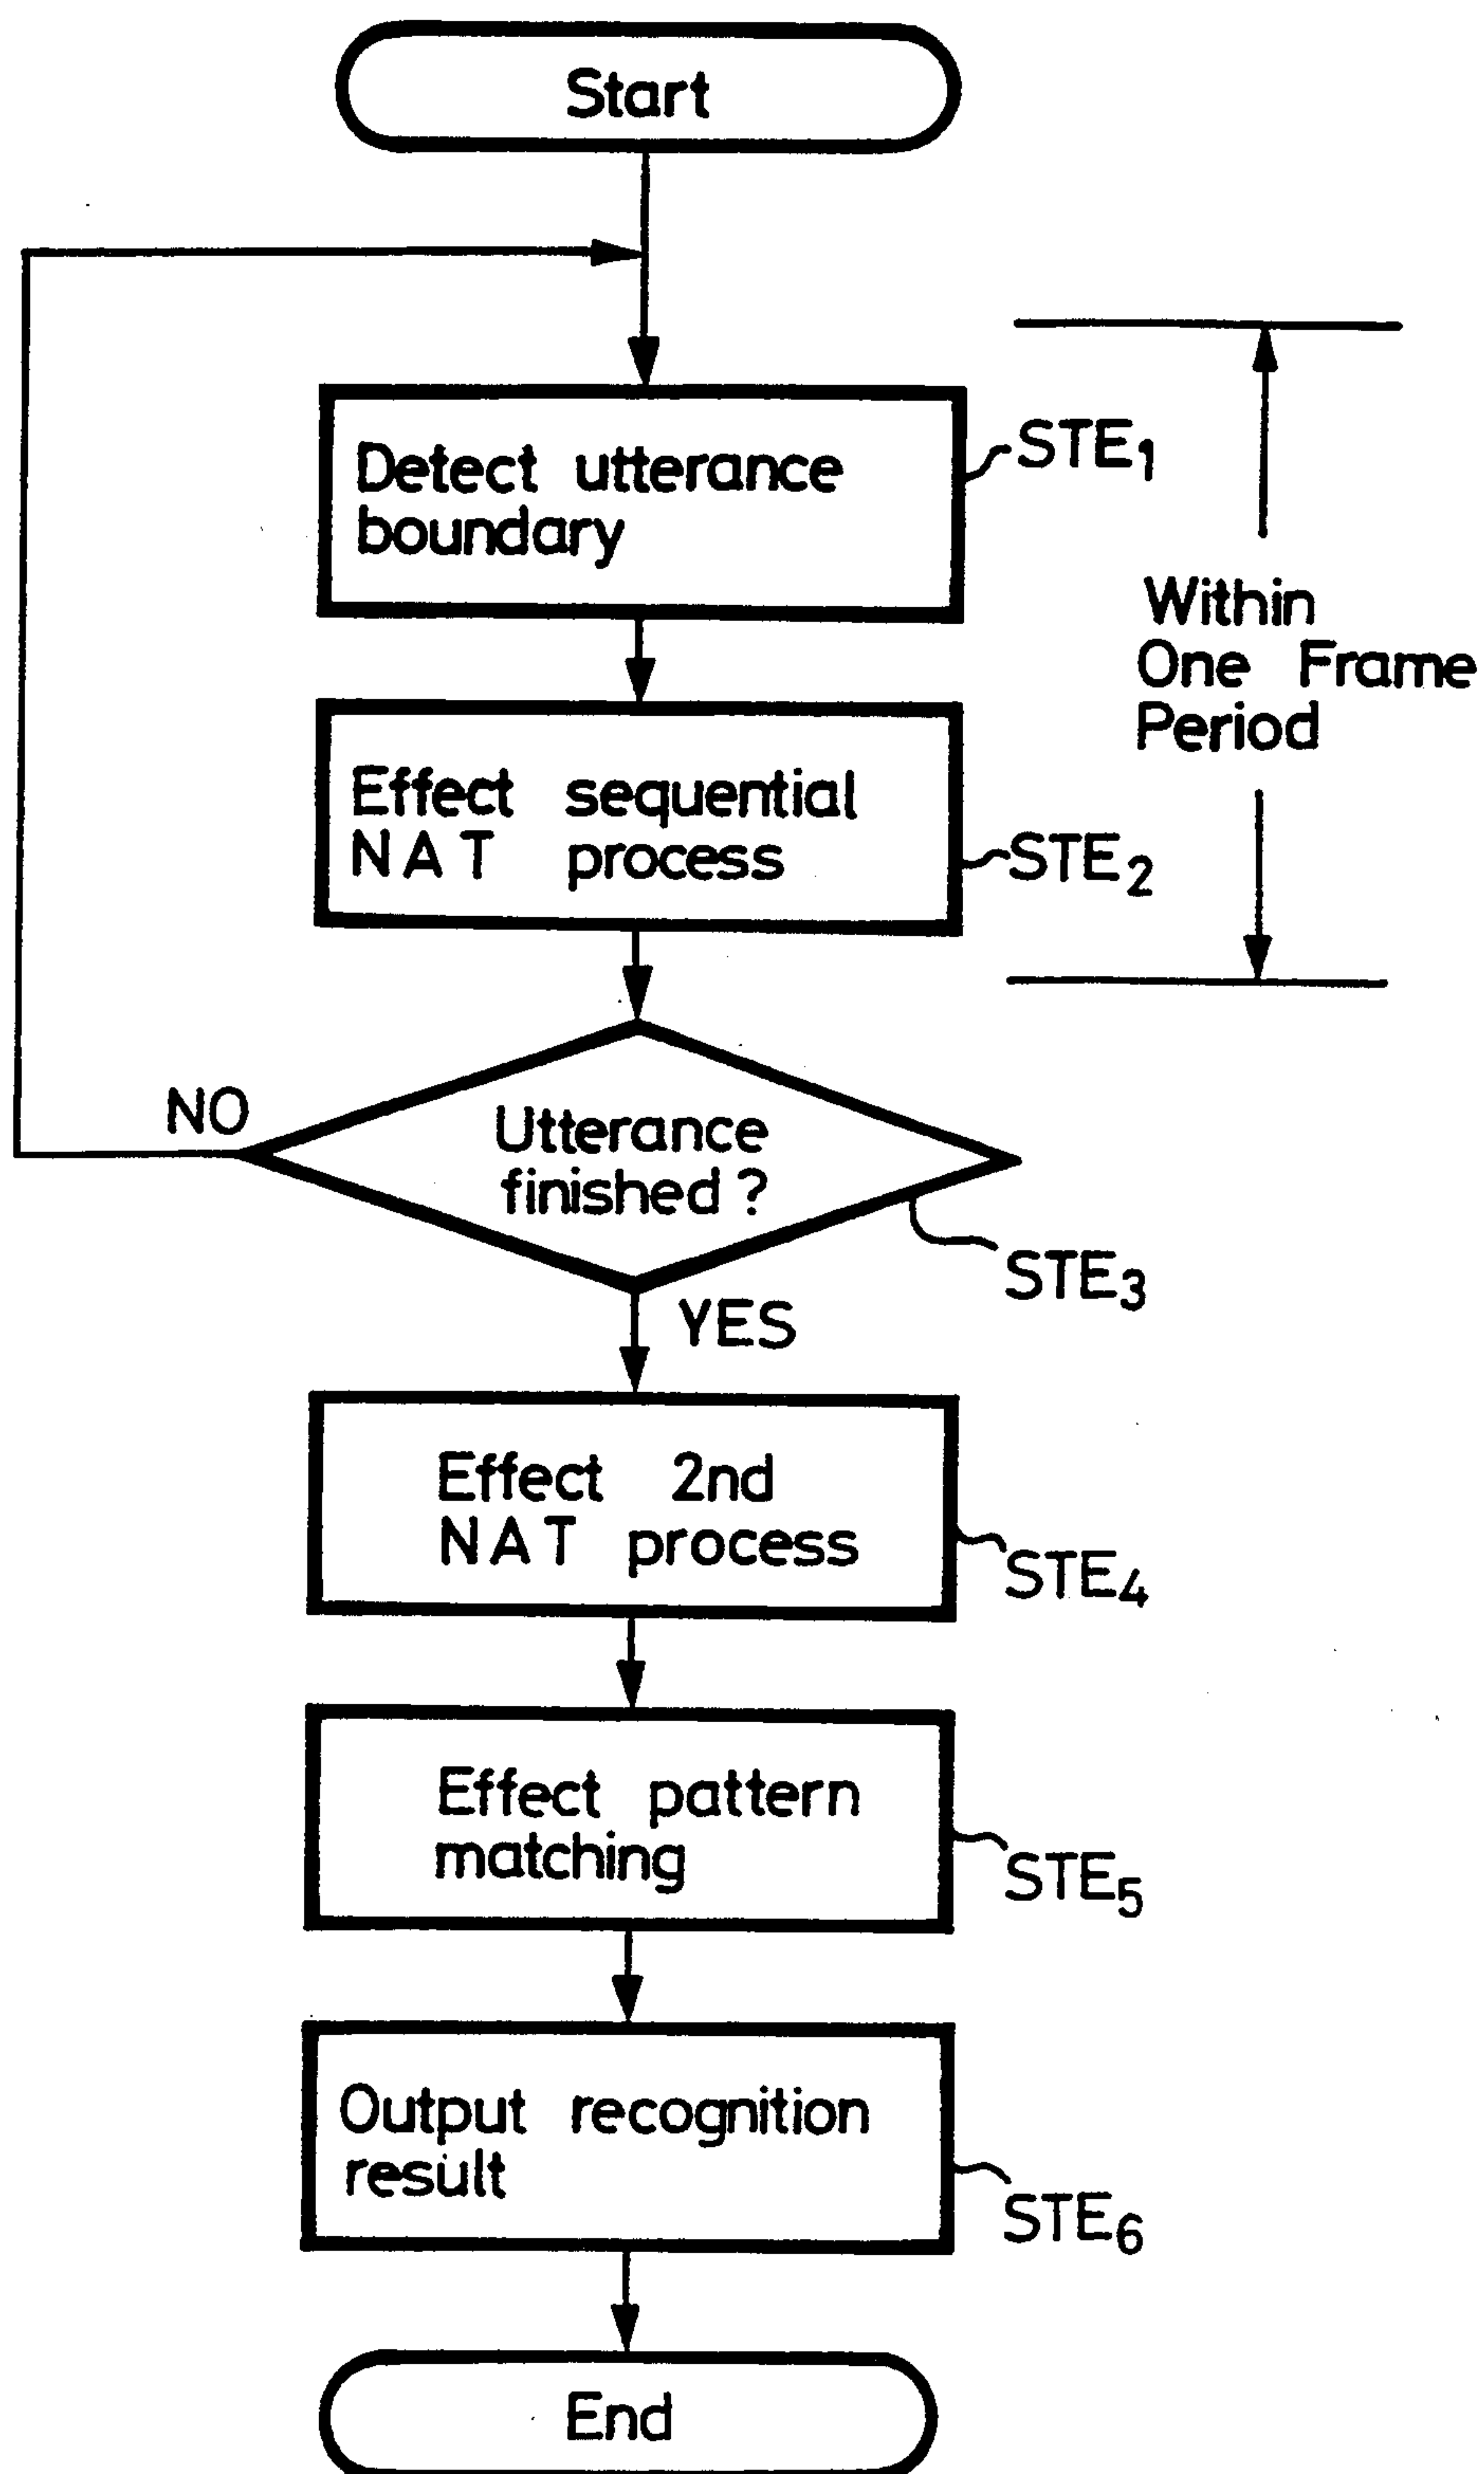 Start
Detect utterance
boundary
STE₁
Within
One Frame
Period
Effect sequential
NAT process
STE₂
Utterance
finished ?
NO
STE₃
YES
Effect 2nd
NAT process
STE₄
Effect pattern
matching
STE₅
Output recognition
result
STE₆
End